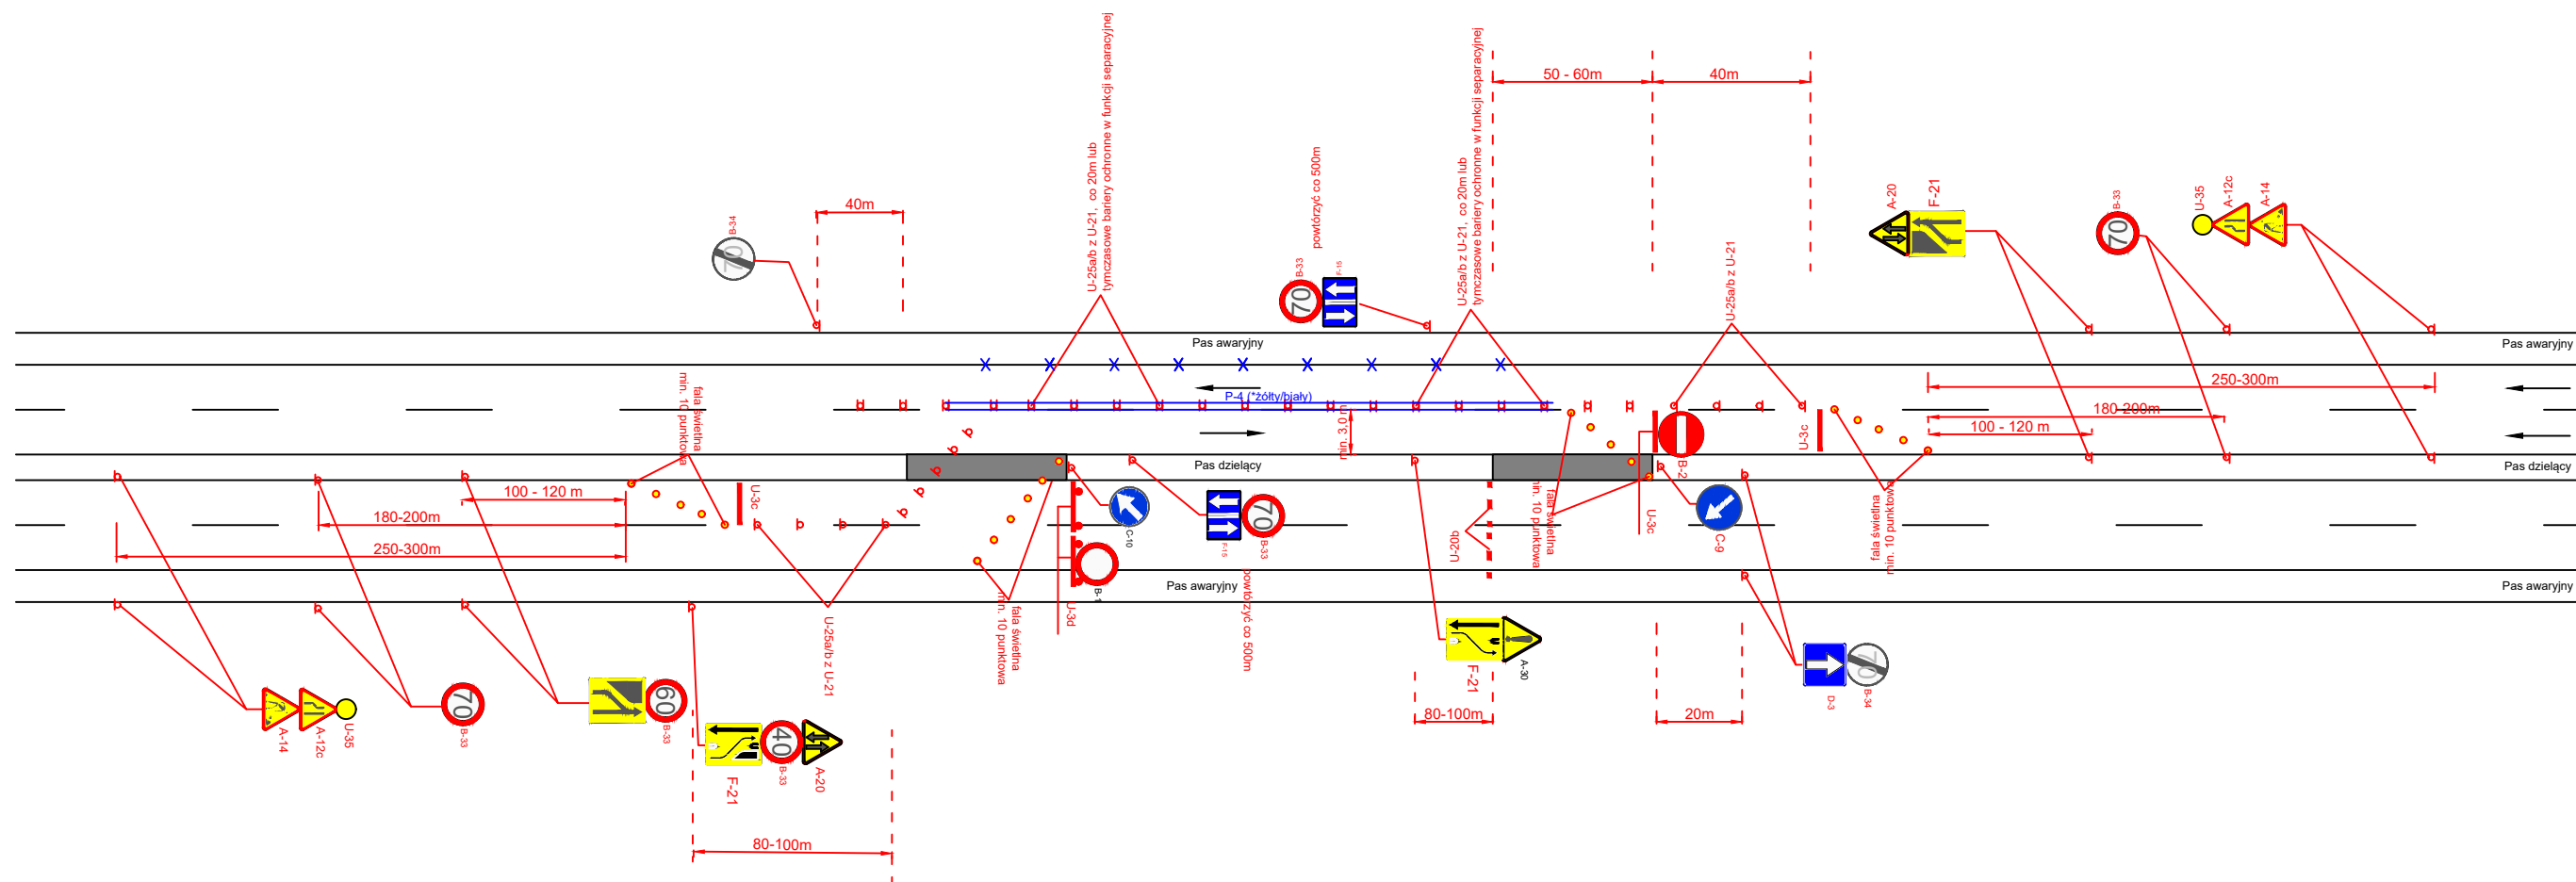 50 - 60m
40m
U-25a/b z U-21, co 20m lub
tymczasowe bariery ochronne w funkcji separacyjnej
U-25a/b z U-21, co 20m lub
tymczasowe bariery ochronne w funkcji separacyjnej
powtórzyć co 500m
A-20
F-21
B-33
70
U-35
A-12c
A-14
40m
B-34
70
B-33
70
F-15
U-25a/b z U-21
Pas awaryjny
Pas awaryjny
fala świetlna
min. 10 punktowa
250-300m
P-4 (*żółty/biały)
180-200m
100 - 120 m
min. 3,0 m
U-3c
B-2
Pas dzielący
Pas dzielący
100 - 120 m
180-200m
250-300m
U-3c
C-10
F-15
70
B-33
U-20b
fala świetlna
min. 10 punktowa
U-3c
C-9
fala świetlna
min. 10 punktowa
Pas awaryjny
Pas awaryjny
B-1
U-3d
fala świetlna
min. 10 punktowa
powtórzyć co 500m
U-25a/b z U-21
A-14
A-12c
U-35
70
B-33
60
B-33
F-21
40
B-33
A-20
F-21
A-30
80-100m
20m
D-3
70
B-34
80-100m